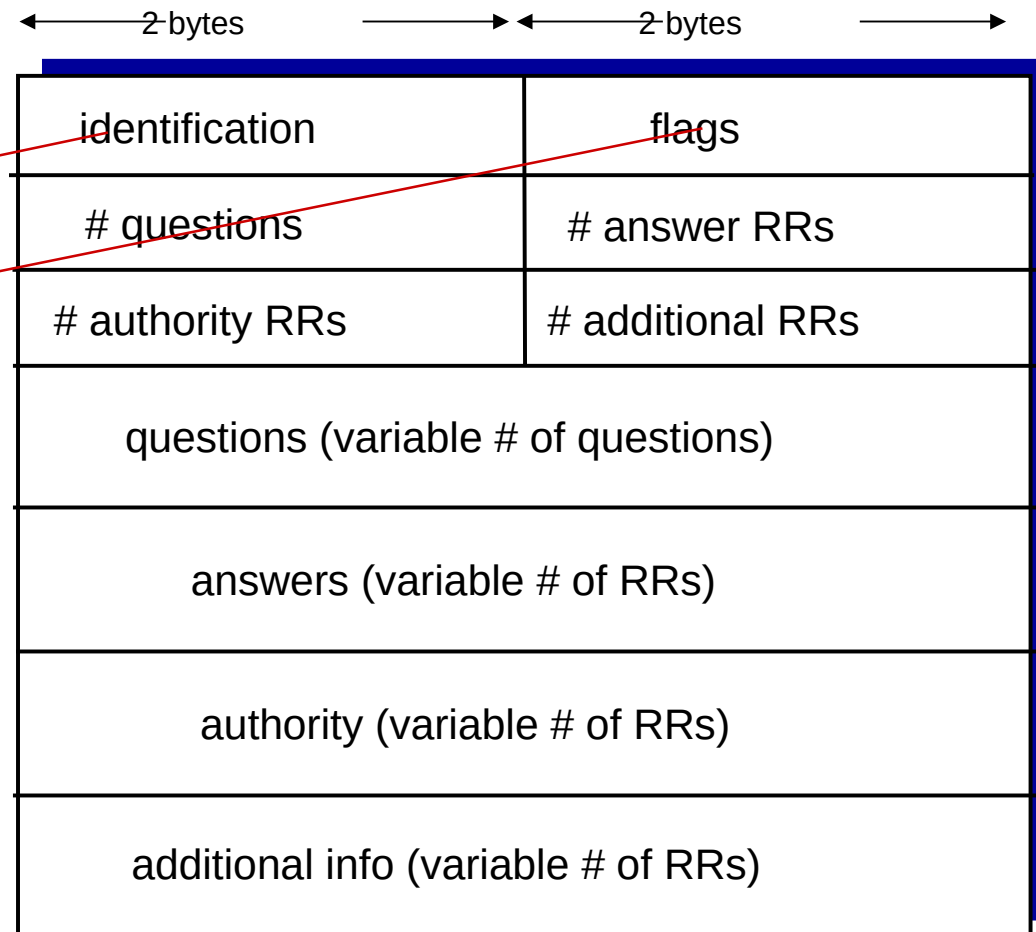 2 bytes 2 bytes
identification flags
# questions # answer RRs
# authority RRs # additional RRs
questions (variable # of questions)
answers (variable # of RRs)
authority (variable # of RRs)
additional info (variable # of RRs)